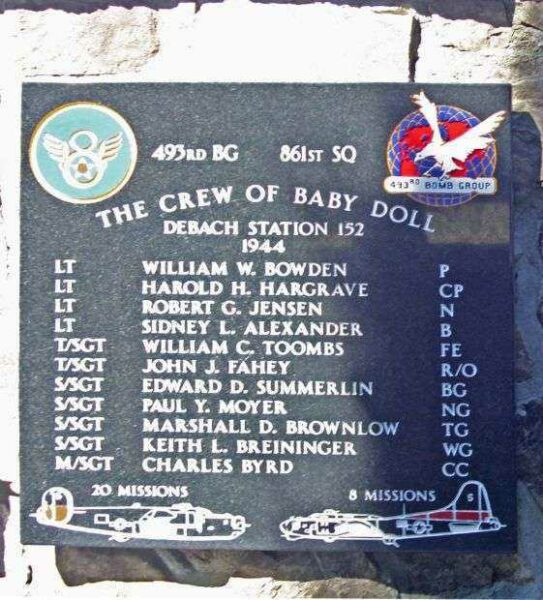 8
493RD BG 861ST SQ
493RD BOMB GROUP
THE CREW OF BABY DOLL
DEBACH STATION 152
1944
LT WILLIAM W. BOWDEN P
LT HAROLD H. HARGRAVE CP
LT ROBERT G. JENSEN N
LT SIDNEY L. ALEXANDER B
T/SGT WILLIAM C. TOOMBS FE
T/SGT JOHN J. FAHEY R/O
S/SGT EDWARD D. SUMMERLIN BG
S/SGT PAUL Y. MOYER NG
S/SGT MARSHALL D. BROWNLOW TG
S/SGT KEITH L. BREININGER WG
M/SGT CHARLES BYRD CC
20 MISSIONS 8 MISSIONS
S